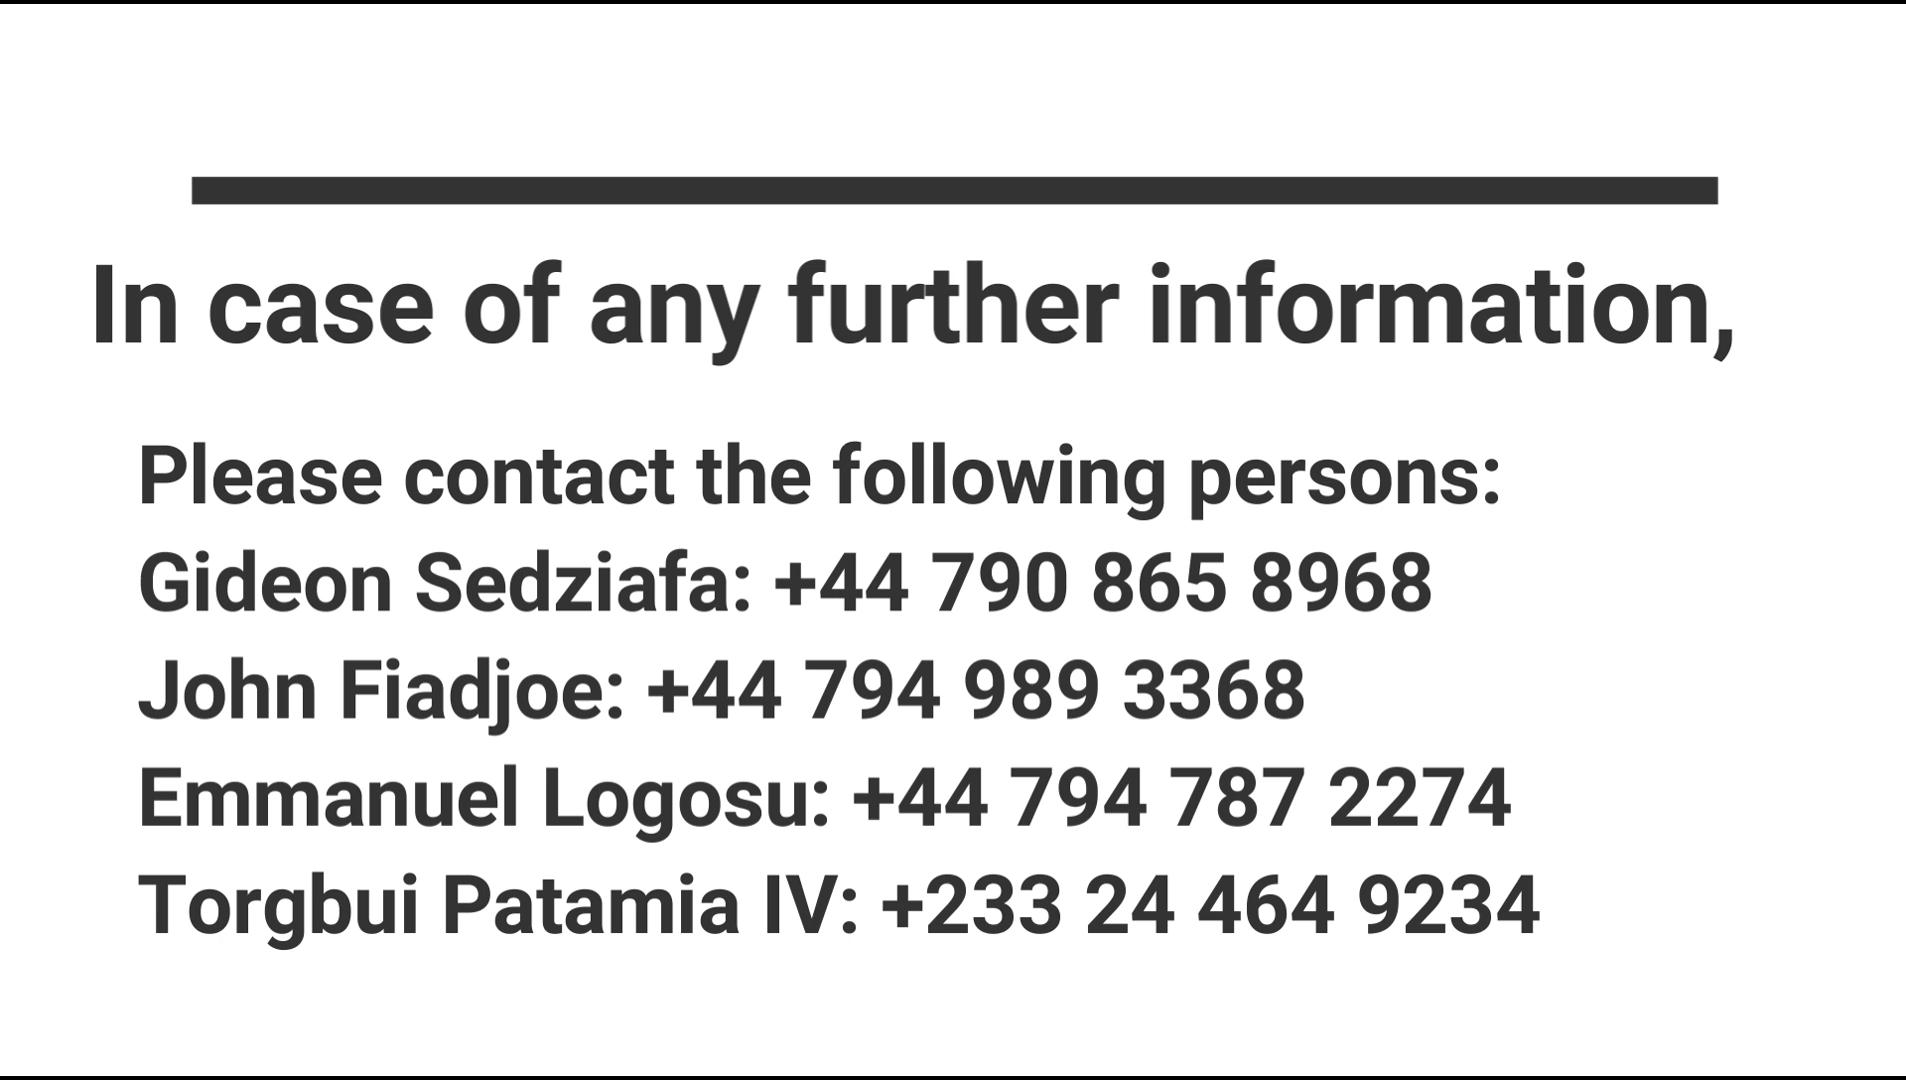 In case of any further information,
Please contact the following persons:
Gideon Sedziafa: +44 790 865 8968
John Fiadjoe: +44 794 989 3368
Emmanuel Logosu: +44 794 787 2274
Torgbui Patamia IV: +233 24 464 9234